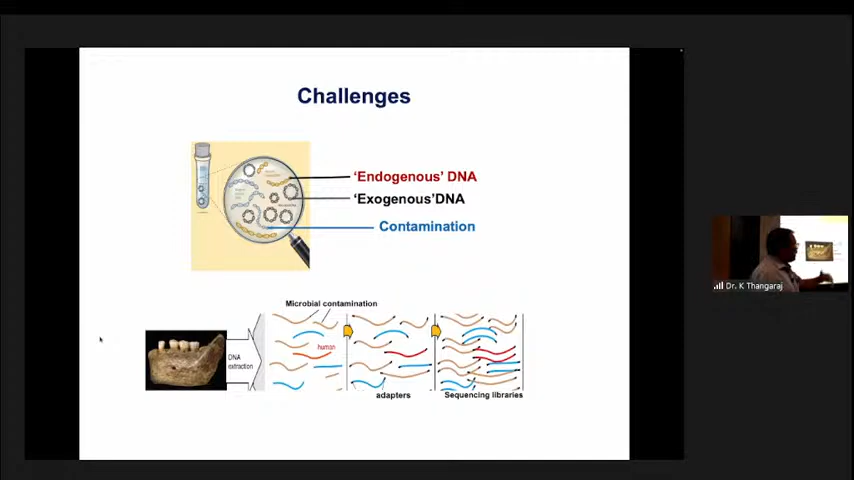 Challenges
'Endogenous' DNA
'Exogenous'DNA
Contamination
Microbial contamination
human
DNA
extraction
adapters
Sequencing libraries
Dr. K Thangaraj